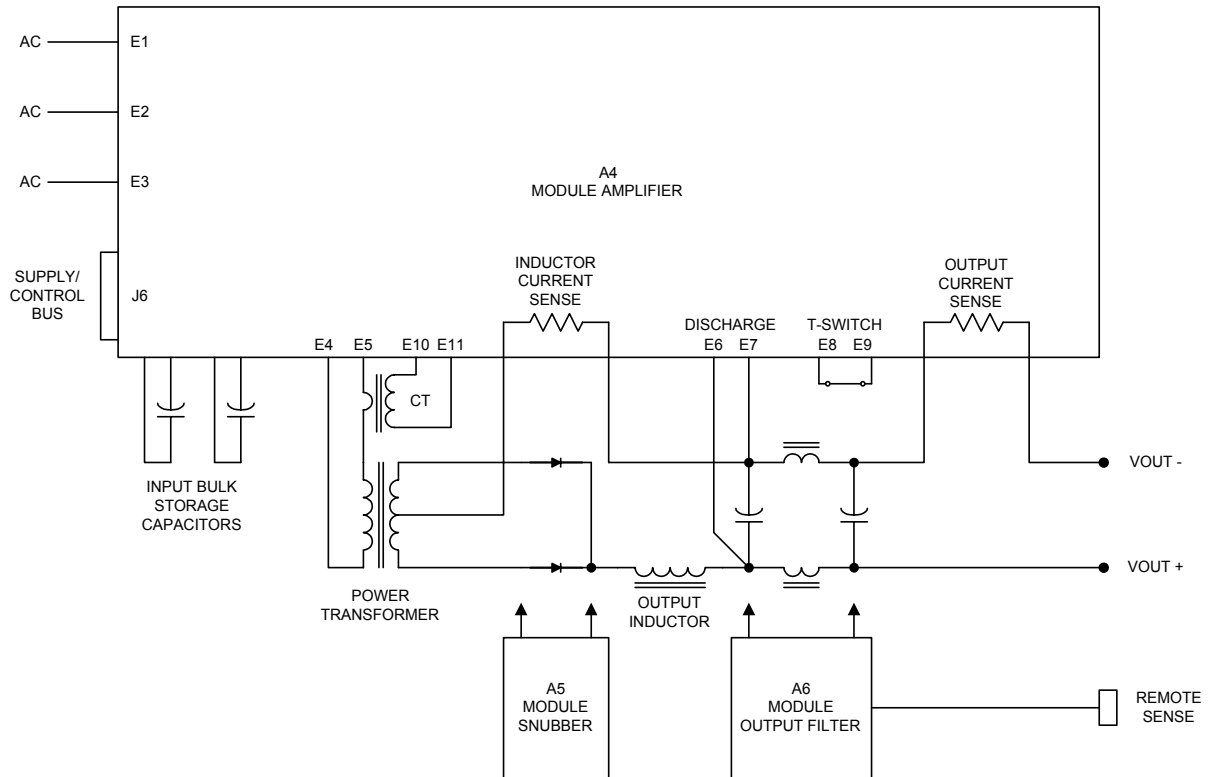 AC
E1
AC
E2
A4
MODULE AMPLIFIER
AC
E3
SUPPLY/
CONTROL
BUS
J6
INDUCTOR
CURRENT
SENSE
OUTPUT
CURRENT
SENSE
DISCHARGE
T-SWITCH
E4
E5
E10
E11
E6
E7
E8
E9
CT
INPUT BULK
STORAGE
CAPACITORS
VOUT -
VOUT +
POWER
TRANSFORMER
OUTPUT
INDUCTOR
A5
MODULE
SNUBBER
A6
MODULE
OUTPUT FILTER
REMOTE
SENSE